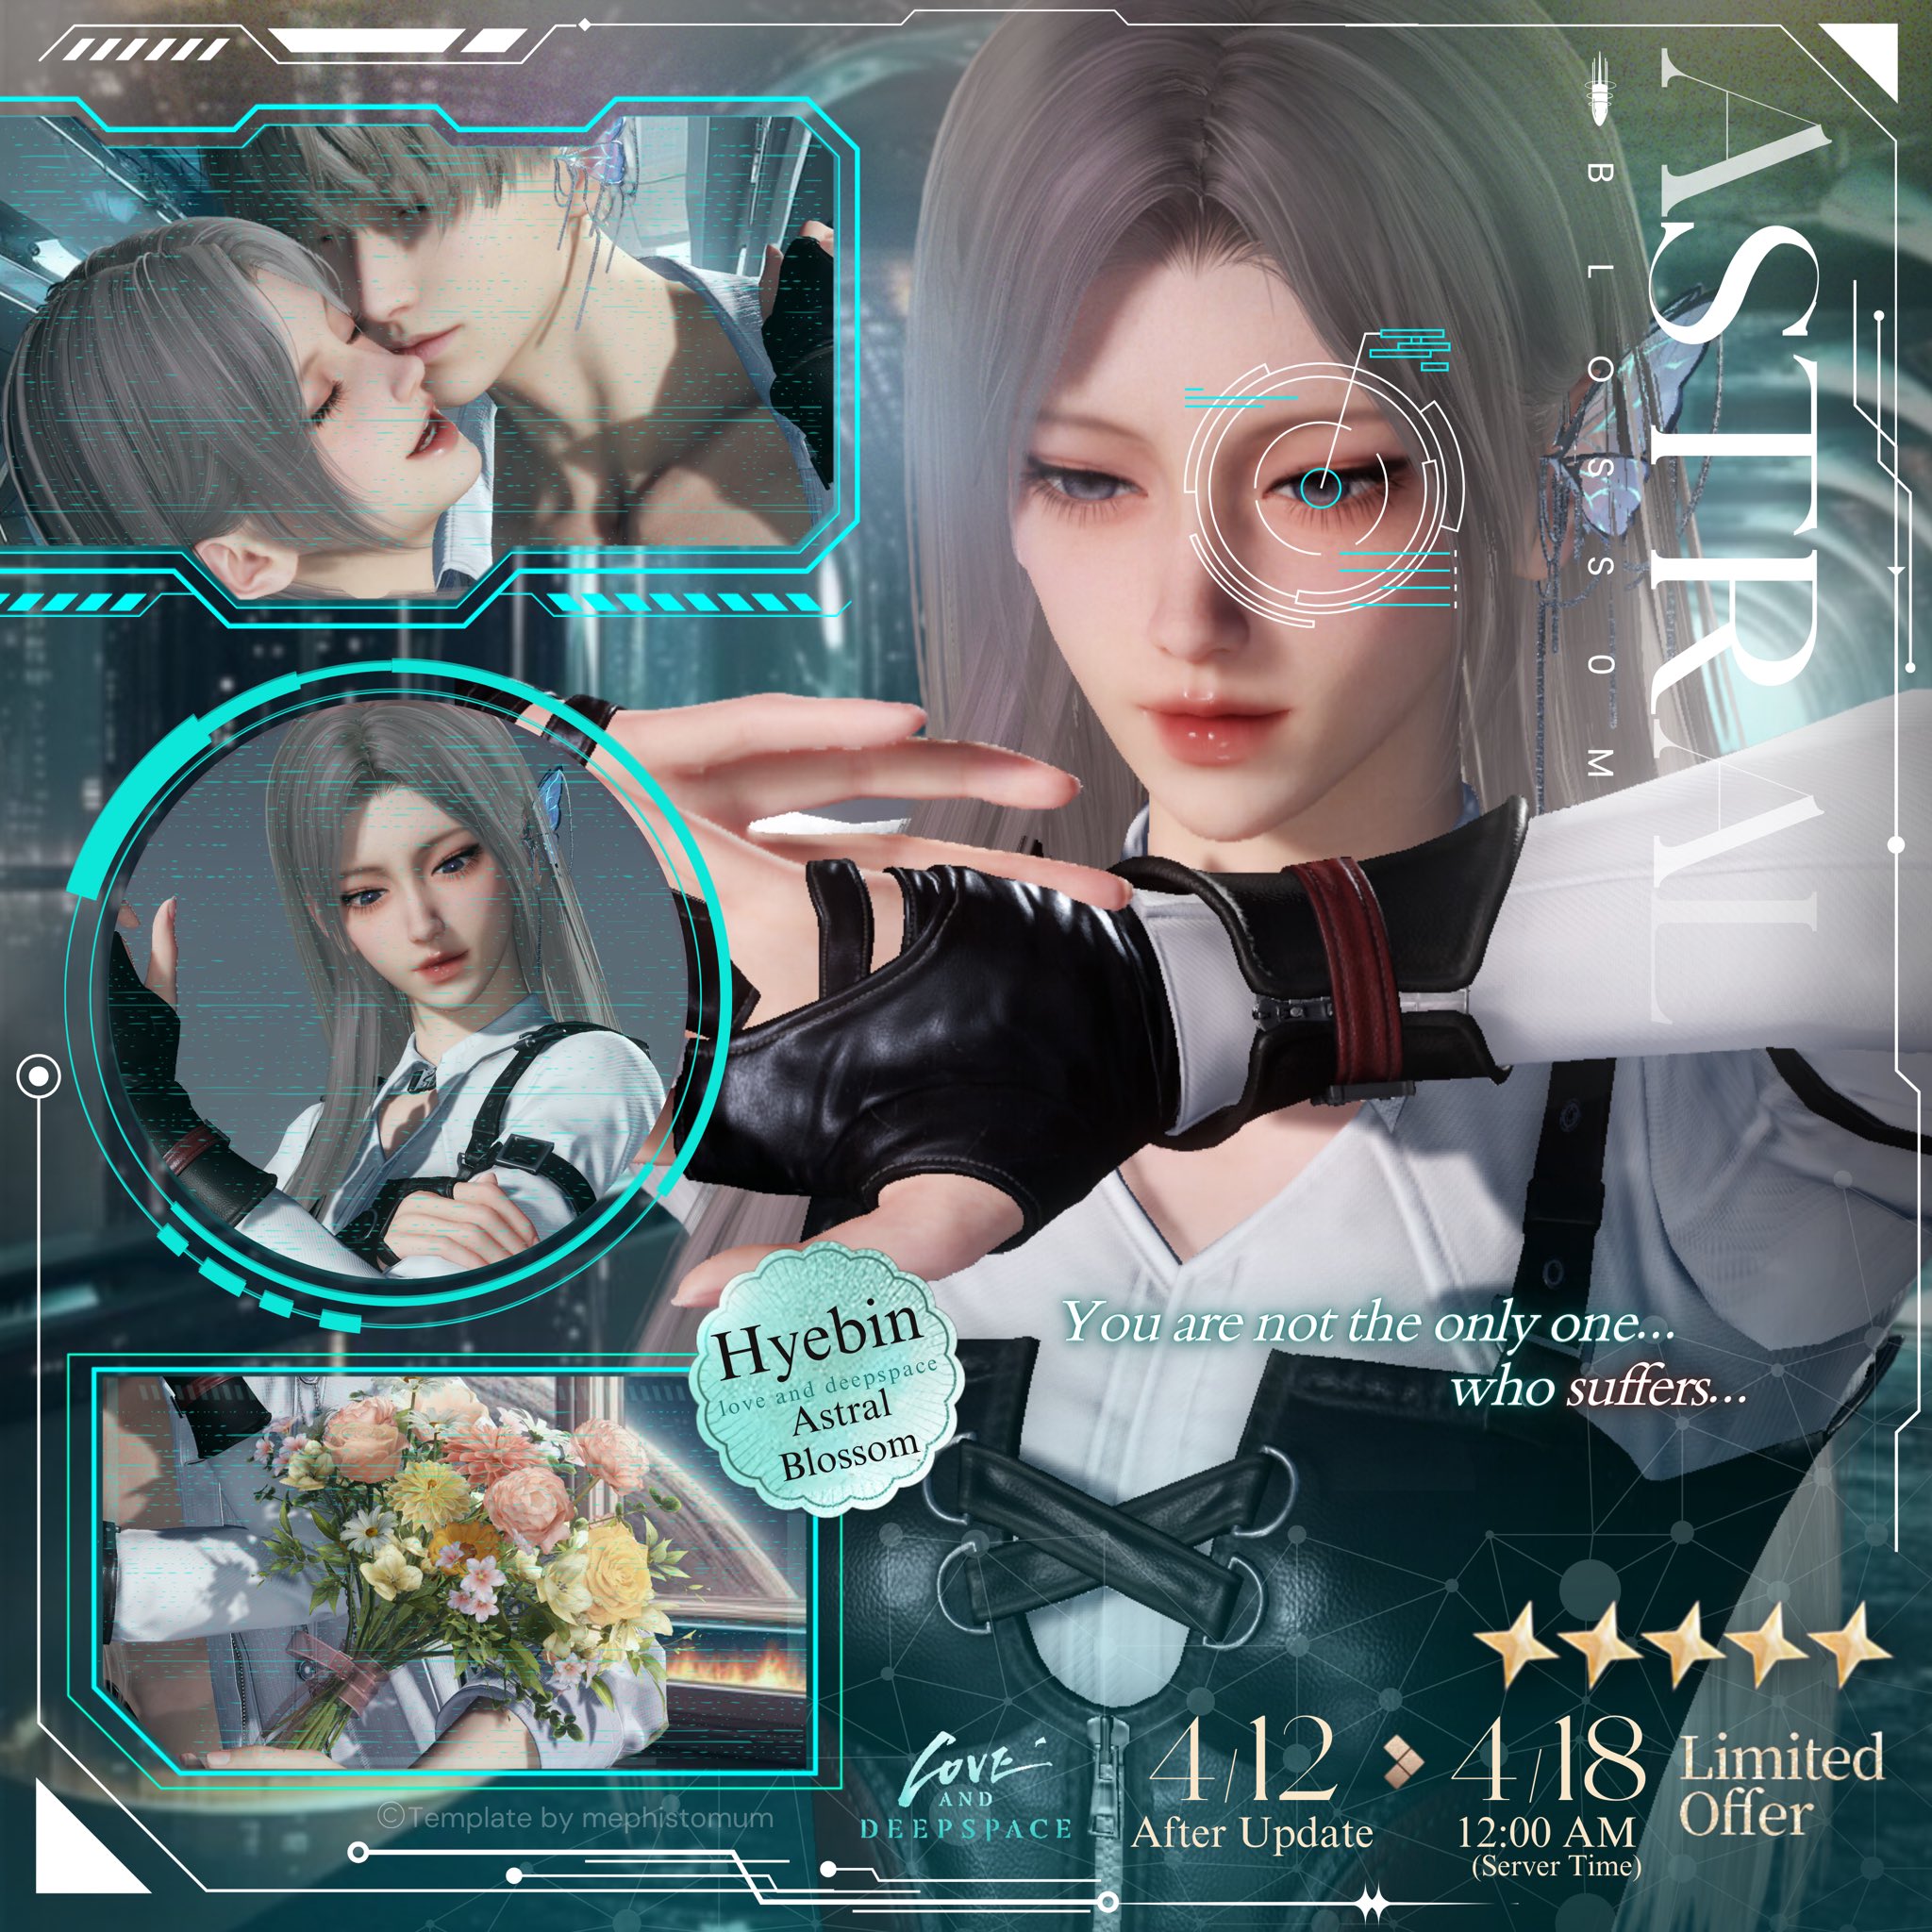 ASTRAL
BLOSSOM
Hyebin
love and deepspace
Astral
Blossom
You are not the only one...
who suffers...
LOVE
AND
DEEPSPACE
4/12
After Update
4/18
12:00 AM
(Server Time)
Limited
Offer
©Template by mephistomum